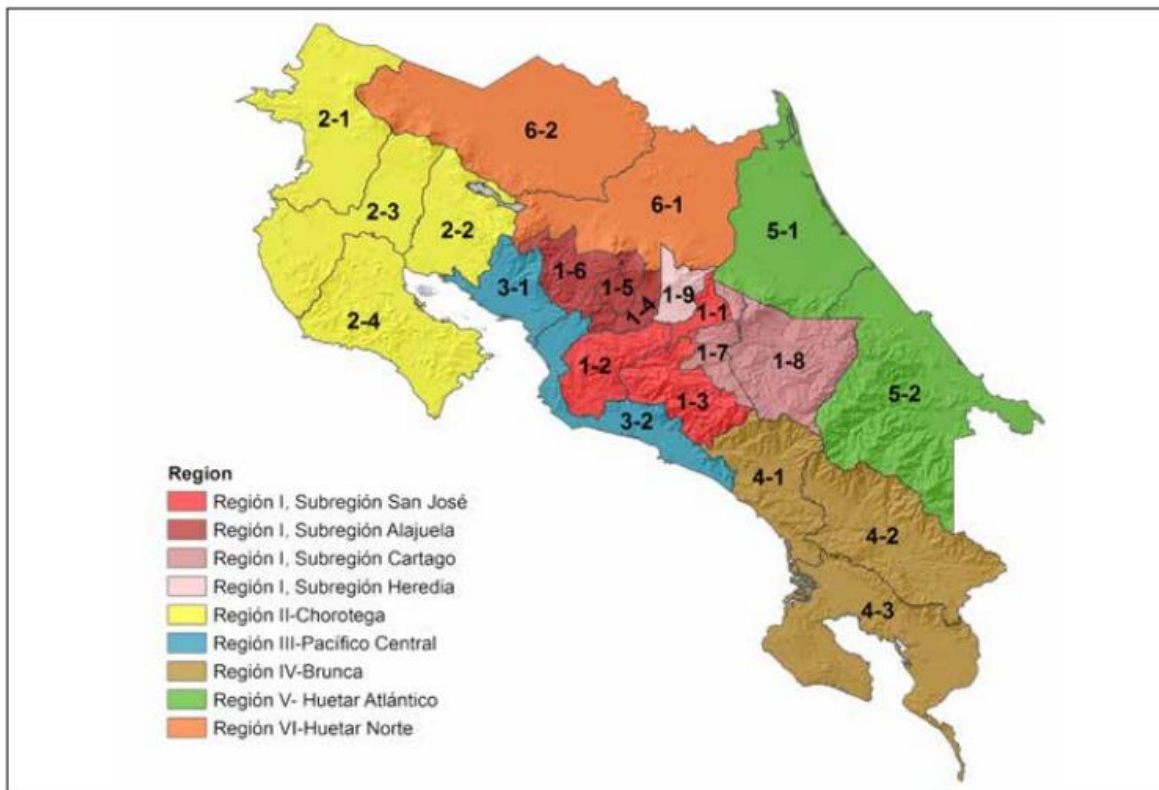 2-1
6-2
2-3
2-2
6-1
5-1
1-6
1-5
1-4
1-9
3-1
1-1
2-4
1-7
1-8
1-2
1-3
5-2
3-2
4-1
4-2
4-3
Region
Región I, Subregión San José
Región I, Subregión Alajuela
Región I, Subregión Cartago
Región I, Subregión Heredia
Región II-Chorotega
Región III-Pacífico Central
Región IV-Brunca
Región V- Huetar Atlántico
Región VI-Huetar Norte